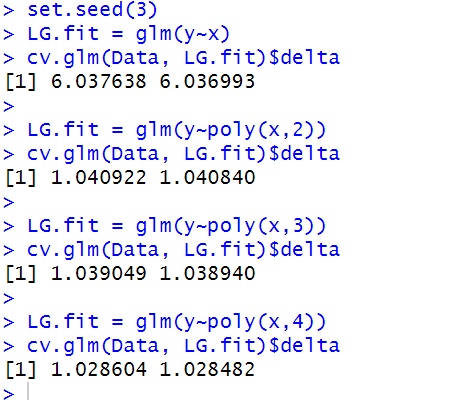 > set.seed(3)
> LG.fit = glm(y~x)
> cv.glm(Data, LG.fit)$delta
[1] 6.037638 6.036993
>
> LG.fit = glm(y~poly(x,2))
> cv.glm(Data, LG.fit)$delta
[1] 1.040922 1.040840
>
> LG.fit = glm(y~poly(x,3))
> cv.glm(Data, LG.fit)$delta
[1] 1.039049 1.038940
>
> LG.fit = glm(y~poly(x,4))
> cv.glm(Data, LG.fit)$delta
[1] 1.028604 1.028482
>